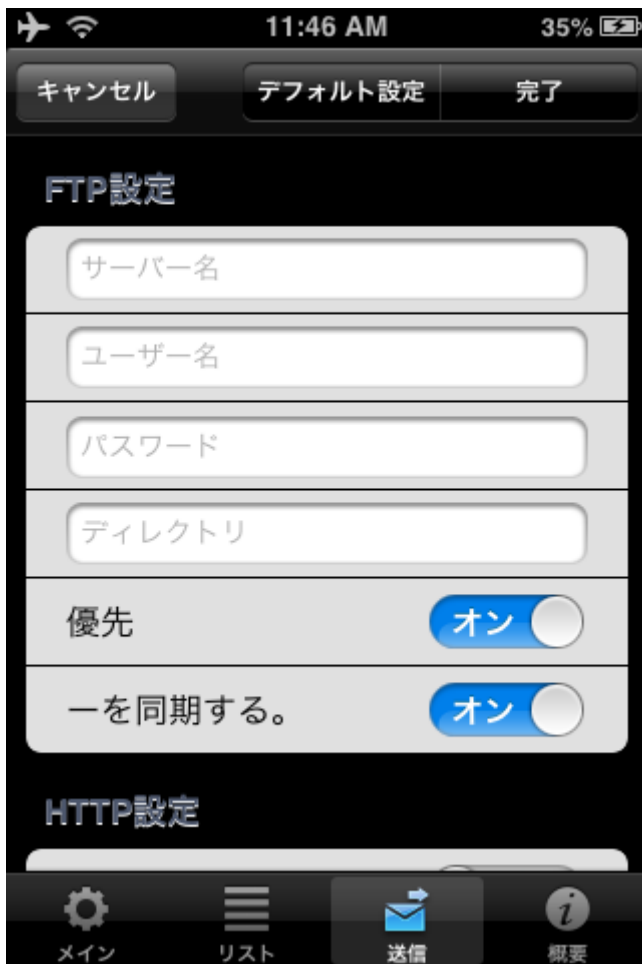 11:46 AM 35%
キャンセル デフォルト設定 完了
FTP設定
サーバー名
ユーザー名
パスワード
ディレクトリ
優先 オン
ーを同期する。 オン
HTTP設定
メイン リスト 送信 概要